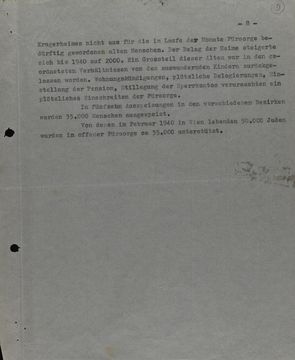 - 8 -
Krugerheimes nicht aus für die im Laufe der Monate Fürsorge be-
dürftig gewordenen alten Menschen. Der Belag der Heime steigerte
sich bis 1940 auf 2000. Ein Grossteil dieser Alten war in den ge-
ordnetsten Verhältnissen von den auswandernden Kindern zurückge-
lassen worden. Wohnungskündigungen, plötzliche Delogierungen, Ein-
stellung der Pension, Stillegung der Sperrkontos verursachten ein
plötzliches Einschreiten der Fürsorge.
In fünfzehn Ausspeisungen in den verschiedenen Bezirken
wurden 35.000 Menschen ausgespeist.
Von denen im Februar 1940 in Wien lebenden 50.000 Juden
wurden in offener Fürsorge ca 35.000 unterstützt.